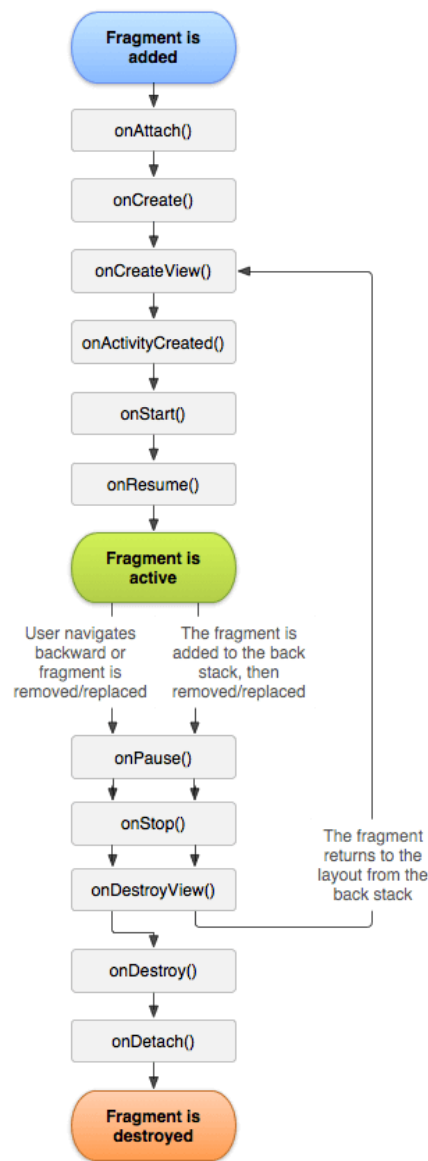 Fragment is
added
onAttach()
onCreate()
onCreateView()
onActivityCreated()
onStart()
onResume()
Fragment is
active
User navigates
backward or
fragment is
removed/replaced
The fragment is
added to the back
stack, then
removed/replaced
onPause()
onStop()
onDestroyView()
The fragment
returns to the
layout from the
back stack
onDestroy()
onDetach()
Fragment is
destroyed